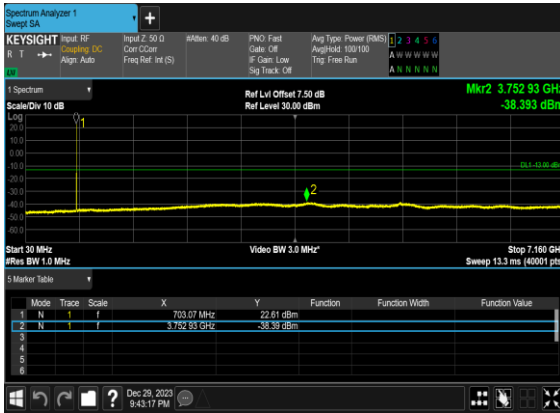 Spectrum Analyzer 1
Swept SA
+
KEYSIGHT
R T
Input: RF
Coupling: DC
Align: Auto
Input Z: 50 Ω
Corr CCorr
Freq Ref: Int (S)
#Atten: 40 dB
PNO: Fast
Gate: Off
IF Gain: Low
Sig Track: Off
Avg Type: Power (RMS)
Avg|Hold: 100/100
Trig: Free Run
1 2 3 4 5 6
A W W W W W
A N N N N N
1 Spectrum
Scale/Div 10 dB
Ref Lvl Offset 7.50 dB
Ref Level 30.00 dBm
Mkr2 3.752 93 GHz
-38.393 dBm
Log
1
20.0
10.0
0.00
-10.0
DL1 -13.00 dBm
-20.0
-30.0
2
-40.0
-50.0
-60.0
Start 30 MHz
#Res BW 1.0 MHz
Video BW 3.0 MHz*
Stop 7.160 GHz
Sweep 13.3 ms (40001 pts)
5 Marker Table
Mode Trace Scale X Y Function Function Width Function Value
1 N 1 f 703.07 MHz 22.61 dBm
2 N 1 f 3.752 93 GHz -38.39 dBm
3
4
5
6
?
Dec 29, 2023
9:43:17 PM